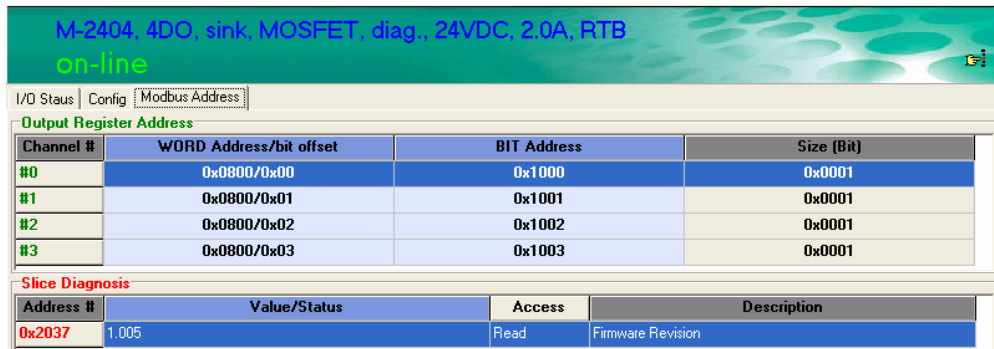 M-2404, 4DO, sink, MOSFET, diag., 24VDC, 2.0A, RTB
on-line
I/O Staus Config Modbus Address
Output Register Address
Channel # WORD Address/bit offset BIT Address Size (Bit)
#0 0x0800/0x00 0x1000 0x0001
#1 0x0800/0x01 0x1001 0x0001
#2 0x0800/0x02 0x1002 0x0001
#3 0x0800/0x03 0x1003 0x0001
Slice Diagnosis
Address # Value/Status Access Description
0x2037 1.005 Read Firmware Revision